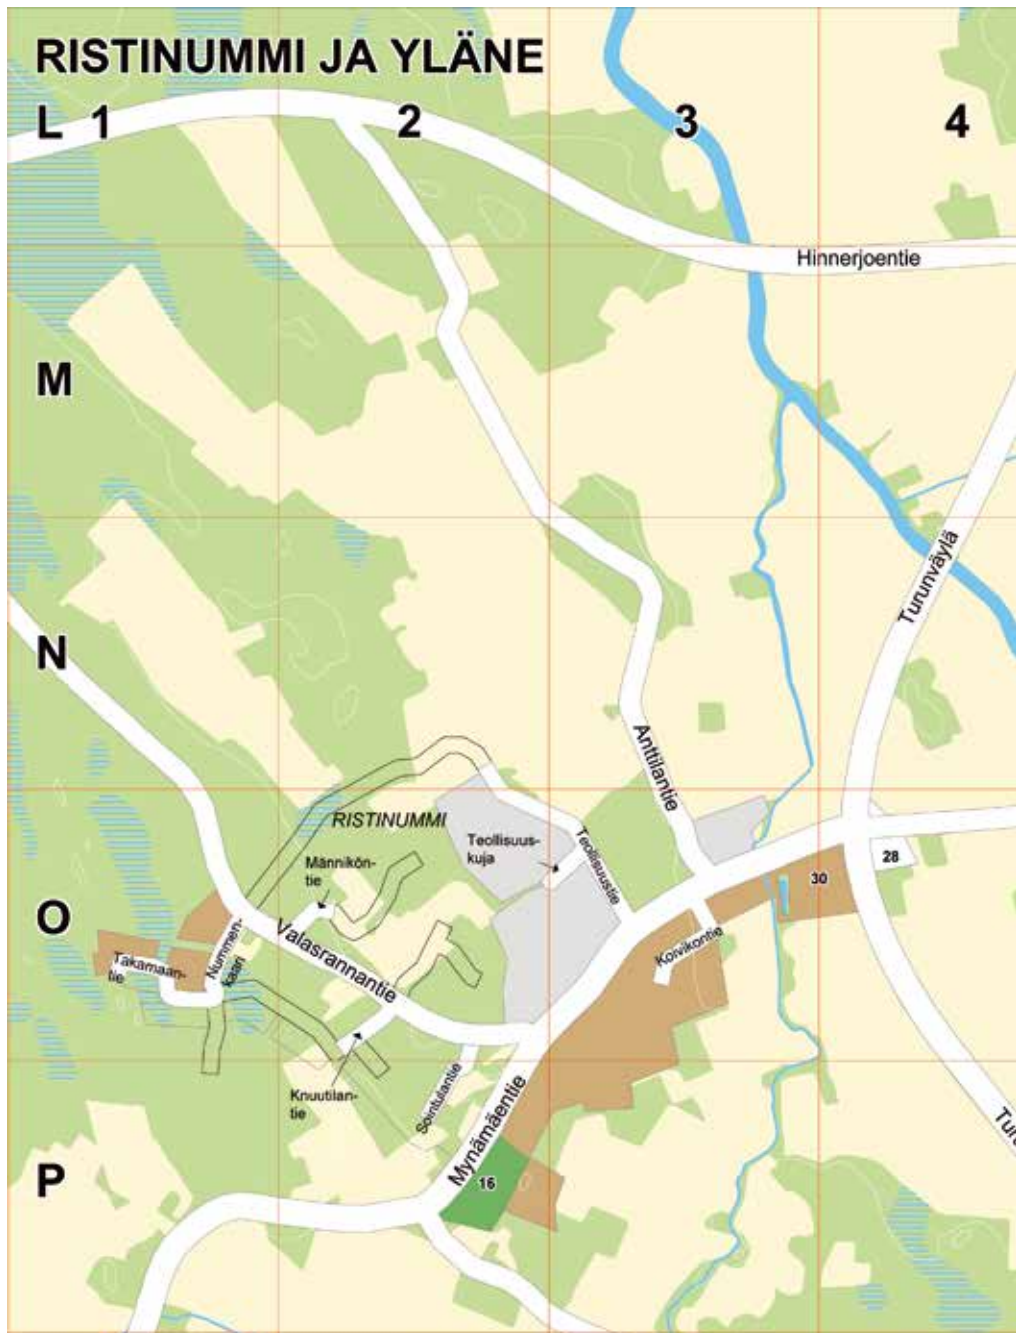 RISTINUMMI JA YLÄNE
L 1 2 3 4
Hinnerjoentie
M
Turunväylä
N
Anttilantie
RISTINUMMI
Teollisuus-
kuja
Teollisuustie
Männikön-
tie
28
30
O
Nummen-
kaari
Valasrannantie
Koivikontie
Takamaan-
tie
Knuutilan-
tie
Sointulantie
Mynämäentie
Turu
P
16